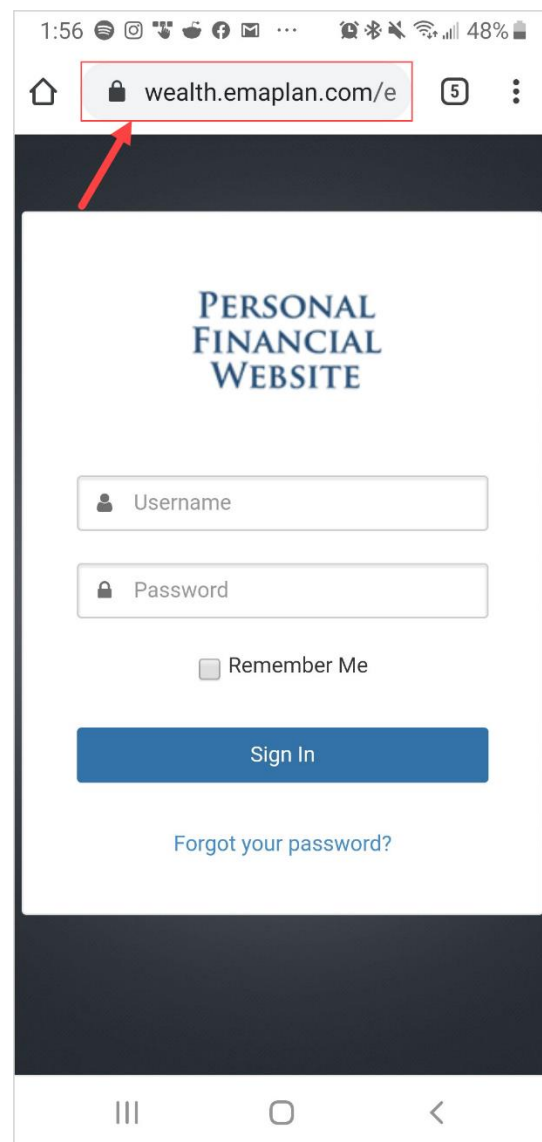 1:56 48%
wealth.emaplan.com/e 5
PERSONAL
FINANCIAL
WEBSITE
Username
Password
Remember Me
Sign In
Forgot your password?